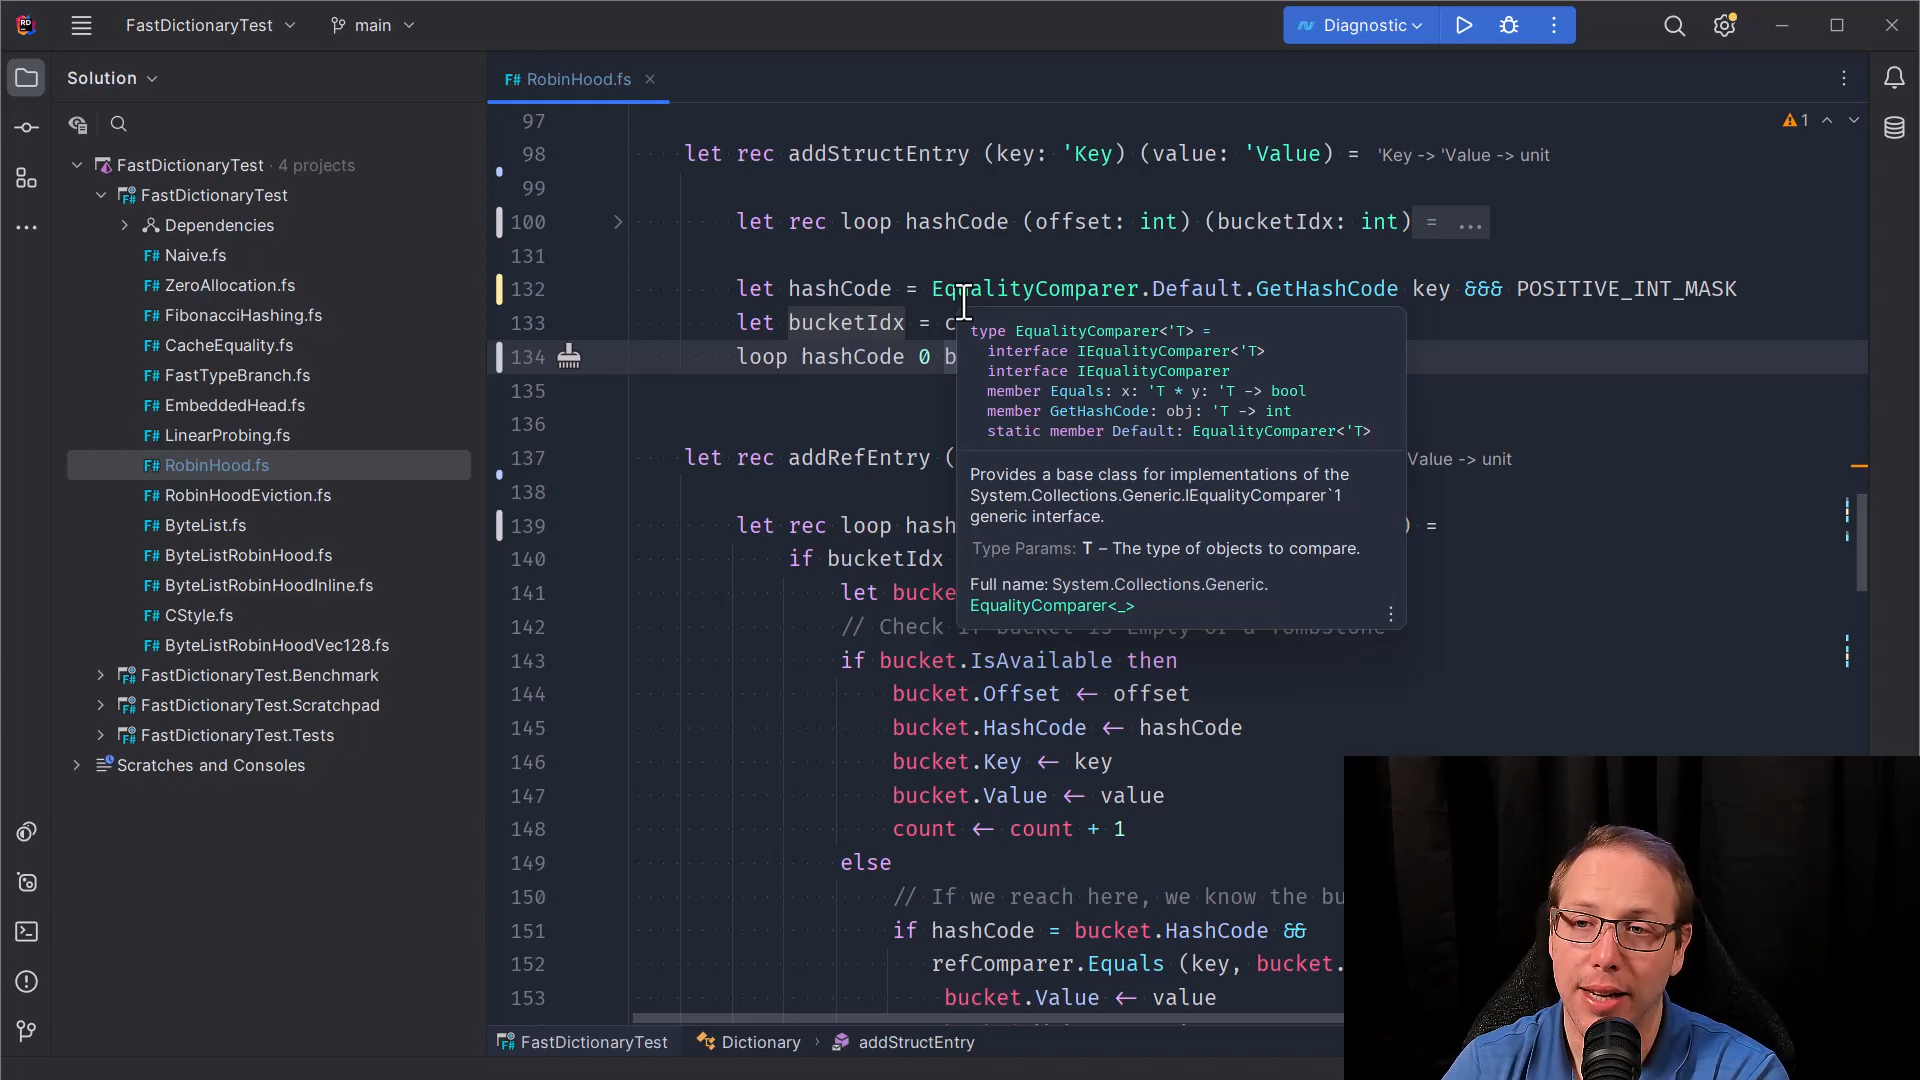 RD FastDictionaryTest main Diagnostic
Solution
F# RobinHood.fs
FastDictionaryTest · 4 projects
F# FastDictionaryTest
Dependencies
F# Naive.fs
F# ZeroAllocation.fs
F# FibonacciHashing.fs
F# CacheEquality.fs
F# FastTypeBranch.fs
F# EmbeddedHead.fs
F# LinearProbing.fs
F# RobinHood.fs
F# RobinHoodEviction.fs
F# ByteList.fs
F# ByteListRobinHood.fs
F# ByteListRobinHoodInline.fs
F# CStyle.fs
F# ByteListRobinHoodVec128.fs
F# FastDictionaryTest.Benchmark
F# FastDictionaryTest.Scratchpad
F# FastDictionaryTest.Tests
Scratches and Consoles
1
97
98 let rec addStructEntry (key: 'Key) (value: 'Value) = 'Key -> 'Value -> unit
99
100 let rec loop hashCode (offset: int) (bucketIdx: int) = ...
131
132 let hashCode = EqualityComparer.Default.GetHashCode key &&& POSITIVE_INT_MASK
133 let bucketIdx = c
134 loop hashCode 0 b
135
136
137 let rec addRefEntry ( Value -> unit
138
139 let rec loop hash ) =
140 if bucketIdx
141 let bucke
142 // Check if bucket is Empty or a Tombstone
143 if bucket.IsAvailable then
144 bucket.Offset <- offset
145 bucket.HashCode <- hashCode
146 bucket.Key <- key
147 bucket.Value <- value
148 count <- count + 1
149 else
150 // If we reach here, we know the bu
151 if hashCode = bucket.HashCode &&
152 refComparer.Equals (key, bucket.
153 bucket.Value <- value
type EqualityComparer<'T> =
interface IEqualityComparer<'T>
interface IEqualityComparer
member Equals: x: 'T * y: 'T -> bool
member GetHashCode: obj: 'T -> int
static member Default: EqualityComparer<'T>
Provides a base class for implementations of the
System.Collections.Generic.IEqualityComparer`1
generic interface.
Type Params: T – The type of objects to compare.
Full name: System.Collections.Generic.
EqualityComparer<_>
F# FastDictionaryTest Dictionary › addStructEntry